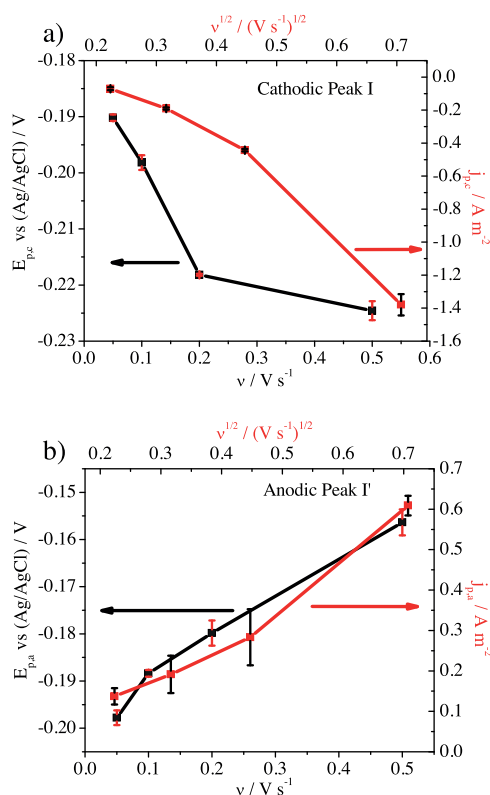 a)
ν1/2 / (V s-1)1/2
0.2 0.3 0.4 0.5 0.6 0.7
-0.18
-0.19
-0.20
-0.21
-0.22
-0.23
Ep,c vs (Ag/AgCl) / V
Cathodic Peak I
0.0
-0.2
-0.4
-0.6
-0.8
-1.0
-1.2
-1.4
-1.6
jp,c / A m-2
0.0 0.1 0.2 0.3 0.4 0.5 0.6
ν / V s-1
b)
ν1/2 / (V s-1)1/2
0.2 0.3 0.4 0.5 0.6 0.7
-0.15
-0.16
-0.17
-0.18
-0.19
-0.20
Ep,a vs (Ag/AgCl) / V
Anodic Peak I'
0.7
0.6
0.5
0.4
0.3
0.2
0.1
0.0
jp,a / A m-2
0.0 0.1 0.2 0.3 0.4 0.5
ν / V s-1